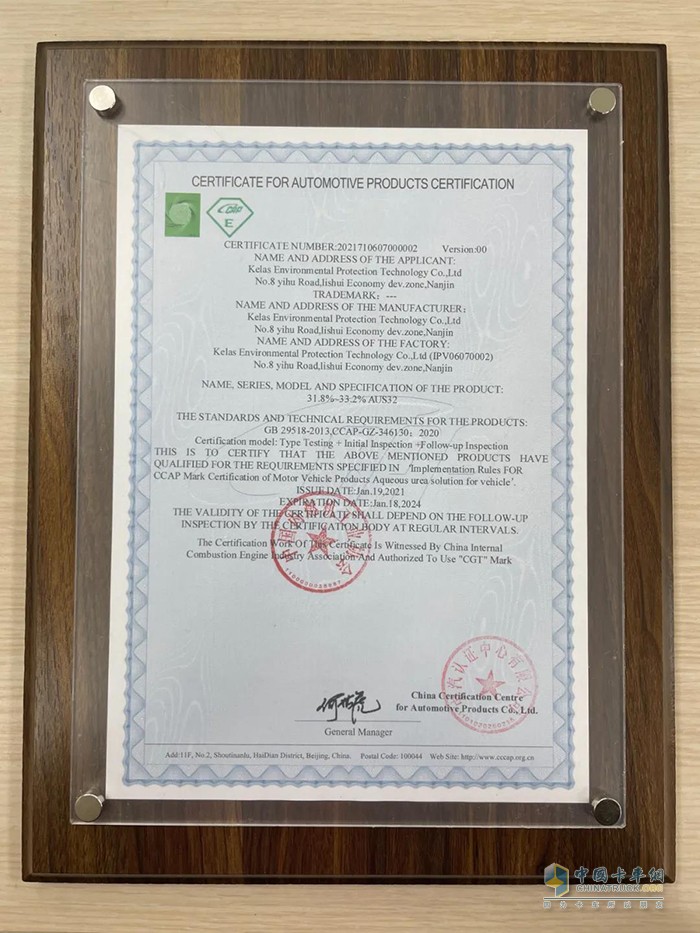 CERTIFICATE FOR AUTOMOTIVE PRODUCTS CERTIFICATION
CCAP
E
CERTIFICATE NUMBER:2021710607000002 Version:00
NAME AND ADDRESS OF THE APPLICANT:
Kelas Environmental Protection Technology Co.,Ltd
No.8 yihu Road,lishui Economy dev.zone,Nanjin
TRADEMARK: ---
NAME AND ADDRESS OF THE MANUFACTURER:
Kelas Environmental Protection Technology Co.,Ltd
No.8 yihu Road,lishui Economy dev.zone,Nanjin
NAME AND ADDRESS OF THE FACTORY:
Kelas Environmental Protection Technology Co.,Ltd (IPV06070002)
No.8 yihu Road,lishui Economy dev.zone,Nanjin
NAME, SERIES, MODEL AND SPECIFICATION OF THE PRODUCT:
31.8%~33.2% AUS32
THE STANDARDS AND TECHNICAL REQUIREMENTS FOR THE PRODUCTS:
GB 29518-2013,CCAP-GZ-346130: 2020
Certification model: Type Testing + Initial Inspection +Follow-up Inspection
THIS IS TO CERTIFY THAT THE ABOVE MENTIONED PRODUCTS HAVE
QUALIFIED FOR THE REQUIREMENTS SPECIFIED IN 'Implementation Rules FOR
CCAP Mark Certification of Motor Vehicle Products Aqueous urea solution for vehicle'.
ISSUE DATE:Jan.19,2021
EXPIRATION DATE:Jan.18,2024
THE VALIDITY OF THE CERTIFICATE SHALL DEPEND ON THE FOLLOW-UP
INSPECTION BY THE CERTIFICATION BODY AT REGULAR INTERVALS.
The Certification Work Of This Certificate Is Witnessed By China Internal
Combustion Engine Industry Association And Authorized To Use "CGT" Mark
China Certification Centre
for Automotive Products Co., Ltd.
General Manager
Add:11F, No.2, Shoutinanlu, HaiDian District, Beijing, China. Postal Code: 100044 Web Site: http://www.cccap.org.cn
中国卡车网
CHINATRUCK.ORG